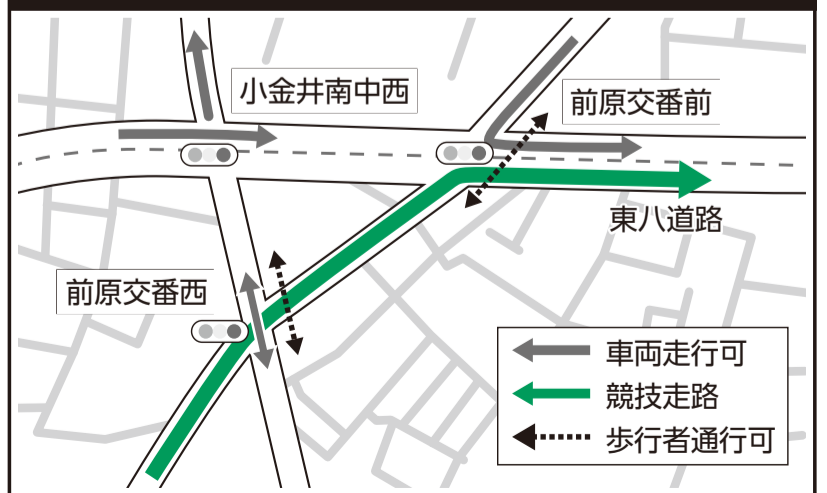 小金井南中西
前原交番前
東八道路
前原交番西
車両走行可
競技走路
歩行者通行可